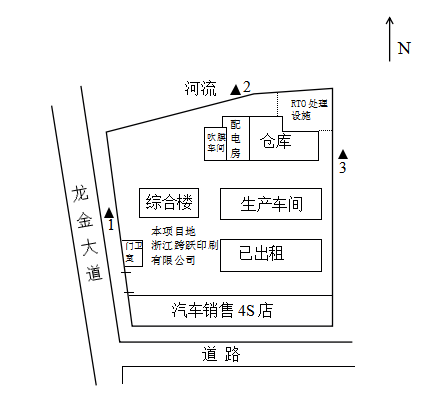 N
河流
▲2
RTO 处理
设施
吹膜
车间
配
电
房
仓库
▲
3
龙
金
大
道
▲
1
综合楼
生产车间
本项目地
浙江跨跃印刷
有限公司
门卫
室
已出租
汽车销售 4S 店
道 路